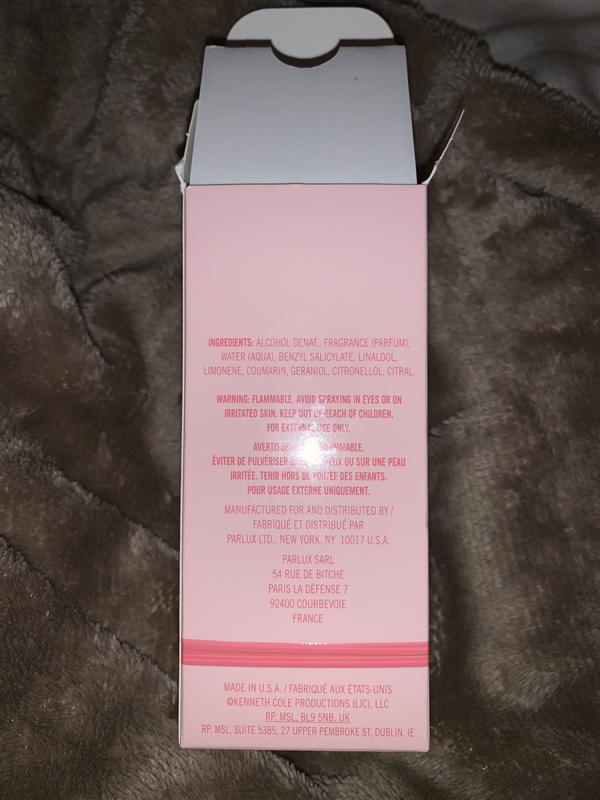 INGREDIENTS: ALCOHOL DENAT., FRAGRANCE (PARFUM),
WATER (AQUA), BENZYL SALICYLATE, LINALOOL,
LIMONENE, COUMARIN, GERANIOL, CITRONELLOL, CITRAL.
WARNING: FLAMMABLE. AVOID SPRAYING IN EYES OR ON
IRRITATED SKIN. KEEP OUT OF REACH OF CHILDREN.
FOR EXTERNAL USE ONLY.
ÉVITER DE PULVÉRISER OU SUR UNE PEAU
IRRITÉE. TENIR HORS DE PORTÉE DES ENFANTS.
POUR USAGE EXTERNE UNIQUEMENT.
MANUFACTURED FOR AND DISTRIBUTED BY /
FABRIQUÉ ET DISTRIBUÉ PAR
PARLUX LTD., NEW YORK, NY 10017 U.S.A.
PARLUX SARL
54 RUE DE BITCHE
PARIS LA DÉFENSE 7
92400 COURBEVOIE
FRANCE
MADE IN U.S.A. / FABRIQUÉ AUX ÉTATS-UNIS
©KENNETH COLE PRODUCTIONS (LIC), LLC
RP. MSL, BL9 5NB. UK
RP. MSL, SUITE 5385, 27 UPPER PEMBROKE ST, DUBLIN. IE